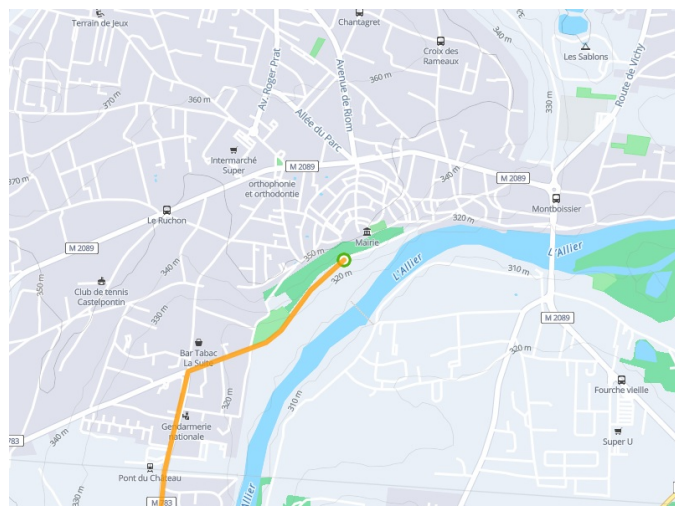 Terrain de Jeux
Chantagret
Croix des
Rameaux
Les Sablons
Route de Vichy
340 m
330 m
Av. Roger Prat
Avenue de Riom
360 m
370 m
360 m
Allée du Parc
Intermarché
Super
M 2089
orthophonie
et orthodontie
340 m
M 2089
370 m
Le Ruchon
Montboissier
320 m
Mairie
M 2089
350 m
L'Allier
L'Allier
340 m
320 m
310 m
350 m
Club de tennis
Castelpontin
330 m
M 2089
Bar Tabac
La Suite
320 m
320 m
310 m
Fourche vieille
Gendarmerie
nationale
340 m
Super U
Pont du Château
330 m